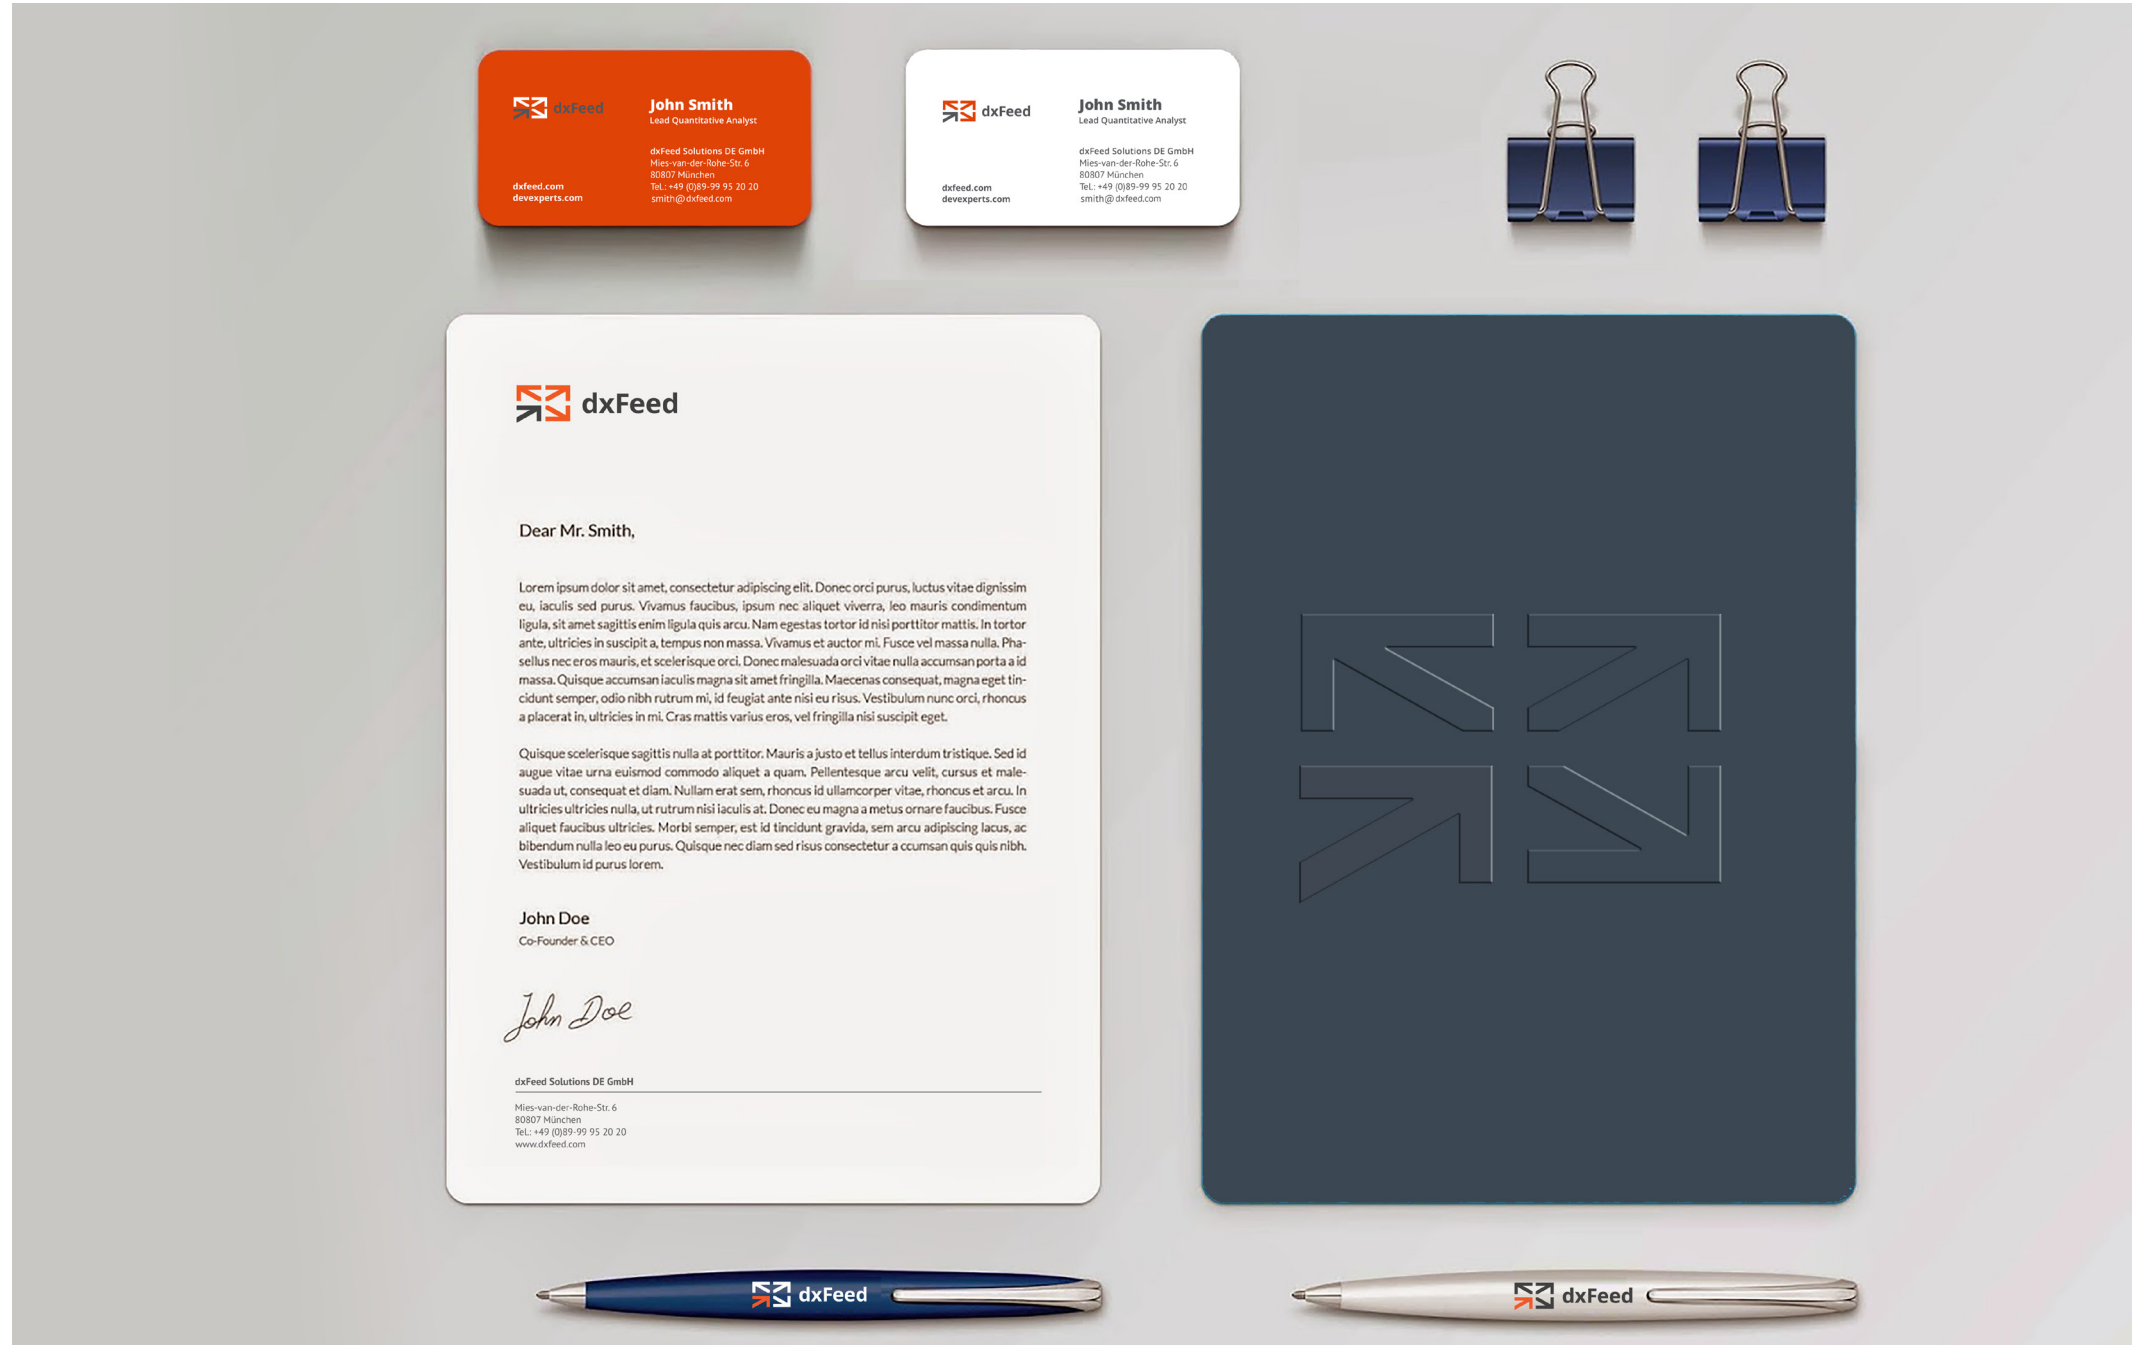 dxFeed
John Smith
Lead Quantitative Analyst
dxFeed Solutions DE GmbH
Mies-van-der-Rohe-Str. 6
80807 München
Tel.: +49 (0)89-99 95 20 20
smith@dxfeed.com
dxfeed.com
devexperts.com
dxFeed
John Smith
Lead Quantitative Analyst
dxFeed Solutions DE GmbH
Mies-van-der-Rohe-Str. 6
80807 München
Tel.: +49 (0)89-99 95 20 20
smith@dxfeed.com
dxfeed.com
devexperts.com
dxFeed
Dear Mr. Smith,
Lorem ipsum dolor sit amet, consectetur adipiscing elit. Donec orci purus, luctus vitae dignissim
eu, iaculis sed purus. Vivamus faucibus, ipsum nec aliquet viverra, leo mauris condimentum
ligula, sit amet sagittis enim ligula quis arcu. Nam egestas tortor id nisi porttitor mattis. In tortor
ante, ultricies in suscipit a, tempus non massa. Vivamus et auctor mi. Fusce vel massa nulla. Pha-
sellus nec eros mauris, et scelerisque orci. Donec malesuada orci vitae nulla accumsan porta a id
massa. Quisque accumsan iaculis magna sit amet fringilla. Maecenas consequat, magna eget tin-
cidunt semper, odio nibh rutrum mi, id feugiat ante nisi eu risus. Vestibulum nunc orci, rhoncus
a placerat in, ultricies in mi. Cras mattis varius eros, vel fringilla nisi suscipit eget.
Quisque scelerisque sagittis nulla at porttitor. Mauris a justo et tellus interdum tristique. Sed id
augue vitae urna euismod commodo aliquet a quam. Pellentesque arcu velit, cursus et male-
suada ut, consequat et diam. Nullam erat sem, rhoncus id ullamcorper vitae, rhoncus et arcu. In
ultricies ultricies nulla, ut rutrum nisi iaculis at. Donec eu magna a metus ornare faucibus. Fusce
aliquet faucibus ultricies. Morbi semper, est id tincidunt gravida, sem arcu adipiscing lacus, ac
bibendum nulla leo eu purus. Quisque nec diam sed risus consectetur a ccumsan quis quis nibh.
Vestibulum id purus lorem.
John Doe
Co-Founder & CEO
John Doe
dxFeed Solutions DE GmbH
Mies-van-der-Rohe-Str. 6
80807 München
Tel.: +49 (0)89-99 95 20 20
www.dxfeed.com
dxFeed
dxFeed